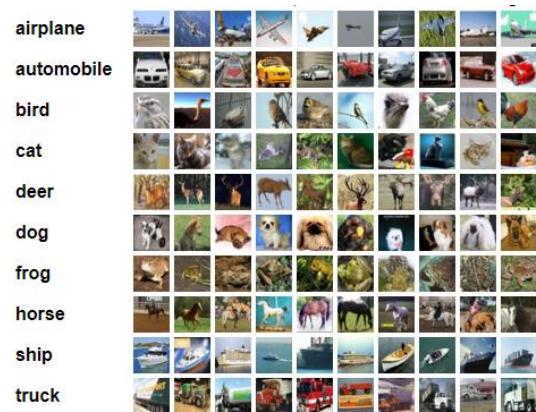 airplane
automobile
bird
cat
deer
dog
frog
horse
ship
truck